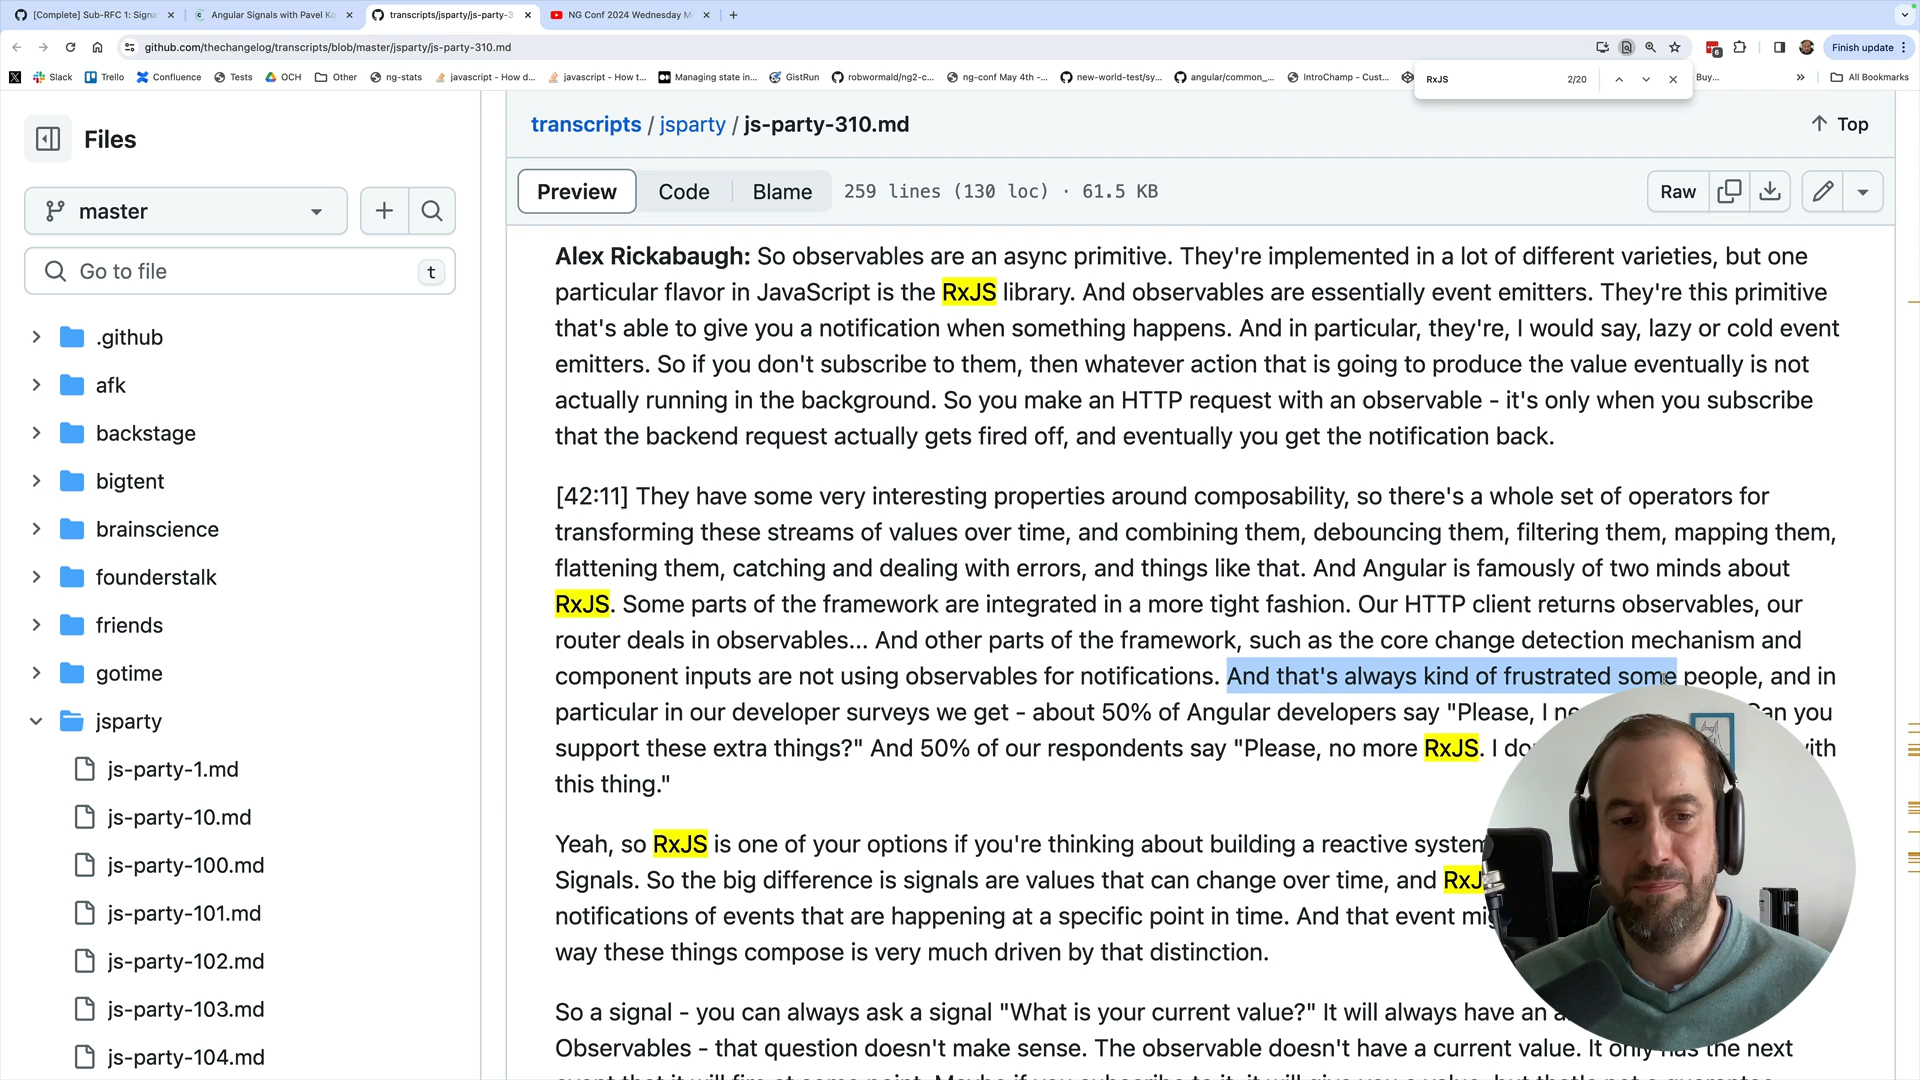 [Complete] Sub-RFC 1: Signa
Angular Signals with Pavel Ko
transcripts/jsparty/js-party-3
NG Conf 2024 Wednesday M
github.com/thechangelog/transcripts/blob/master/jsparty/js-party-310.md
Finish update
Slack
Trello
Confluence
Tests
OCH
Other
ng-stats
javascript - How d...
javascript - How t...
Managing state in...
GistRun
robwormald/ng2-c...
ng-conf May 4th -...
new-world-test/sy...
angular/common_...
IntroChamp - Cust...
Buy...
All Bookmarks
RxJS
2/20
Files
master
Go to file
t
.github
afk
backstage
bigtent
brainscience
founderstalk
friends
gotime
jsparty
js-party-1.md
js-party-10.md
js-party-100.md
js-party-101.md
js-party-102.md
js-party-103.md
js-party-104.md
transcripts / jsparty / js-party-310.md
Top
Preview
Code
Blame
259 lines (130 loc) · 61.5 KB
Raw
Alex Rickabaugh: So observables are an async primitive. They're implemented in a lot of different varieties, but one
particular flavor in JavaScript is the RxJS library. And observables are essentially event emitters. They're this primitive
that's able to give you a notification when something happens. And in particular, they're, I would say, lazy or cold event
emitters. So if you don't subscribe to them, then whatever action that is going to produce the value eventually is not
actually running in the background. So you make an HTTP request with an observable - it's only when you subscribe
that the backend request actually gets fired off, and eventually you get the notification back.
[42:11] They have some very interesting properties around composability, so there's a whole set of operators for
transforming these streams of values over time, and combining them, debouncing them, filtering them, mapping them,
flattening them, catching and dealing with errors, and things like that. And Angular is famously of two minds about
RxJS. Some parts of the framework are integrated in a more tight fashion. Our HTTP client returns observables, our
router deals in observables... And other parts of the framework, such as the core change detection mechanism and
component inputs are not using observables for notifications. And that's always kind of frustrated some people, and in
particular in our developer surveys we get - about 50% of Angular developers say "Please, I ne an you
support these extra things?" And 50% of our respondents say "Please, no more RxJS. I do ith
this thing."
Yeah, so RxJS is one of your options if you're thinking about building a reactive system
Signals. So the big difference is signals are values that can change over time, and RxJ
notifications of events that are happening at a specific point in time. And that event mig
way these things compose is very much driven by that distinction.
So a signal - you can always ask a signal "What is your current value?" It will always have an a
Observables - that question doesn't make sense. The observable doesn't have a current value. It only has the next